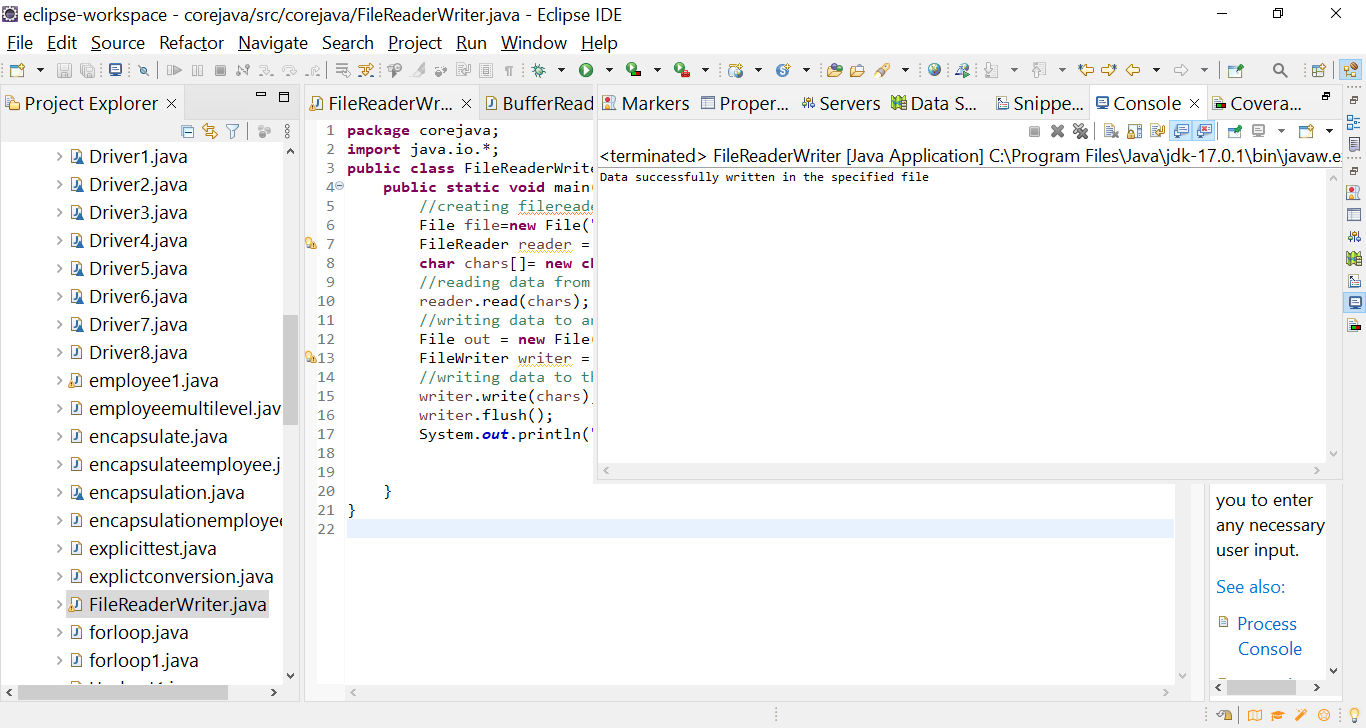 eclipse-workspace - corejava/src/corejava/FileReaderWriter.java - Eclipse IDE
File Edit Source Refactor Navigate Search Project Run Window Help
Project Explorer
Driver1.java
Driver2.java
Driver3.java
Driver4.java
Driver5.java
Driver6.java
Driver7.java
Driver8.java
employee1.java
employeemultilevel.jav
encapsulate.java
encapsulateemployee.j
encapsulation.java
encapsulationemployee
explicittest.java
explictconversion.java
FileReaderWriter.java
forloop.java
forloop1.java
FileReaderWr... BufferRead
1 package corejava;
2 import java.io.*;
3 public class FileReaderWrite
4 public static void main(
5 //creating filereade
6 File file=new File("
7 FileReader reader =
8 char chars[]= new ch
9 //reading data from
10 reader.read(chars);
11 //writing data to an
12 File out = new File(
13 FileWriter writer =
14 //writing data to th
15 writer.write(chars)
16 writer.flush();
17 System.out.println("
18
19
20 }
21 }
22
Markers Proper... Servers Data S... Snippe... Console Covera...
<terminated> FileReaderWriter [Java Application] C:\Program Files\Java\jdk-17.0.1\bin\javaw.e
Data successfully written in the specified file
you to enter
any necessary
user input.
See also:
Process
Console